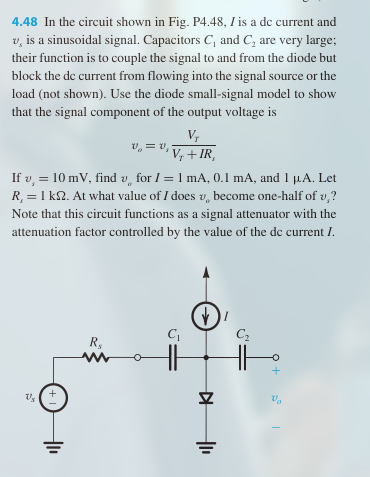 4.48 In the circuit shown in Fig. P4.48, I is a dc current and
v_s is a sinusoidal signal. Capacitors C_1 and C_2 are very large;
their function is to couple the signal to and from the diode but
block the dc current from flowing into the signal source or the
load (not shown). Use the diode small-signal model to show
that the signal component of the output voltage is
v_o = v_s V_T / (V_T + IR_s)
If v_s = 10 mV, find v_o for I = 1 mA, 0.1 mA, and 1 μA. Let
R_s = 1 kΩ. At what value of I does v_o become one-half of v_s?
Note that this circuit functions as a signal attenuator with the
attenuation factor controlled by the value of the dc current I.
I
R_s
C_1
C_2
+
v_s
+
−
v_o
−